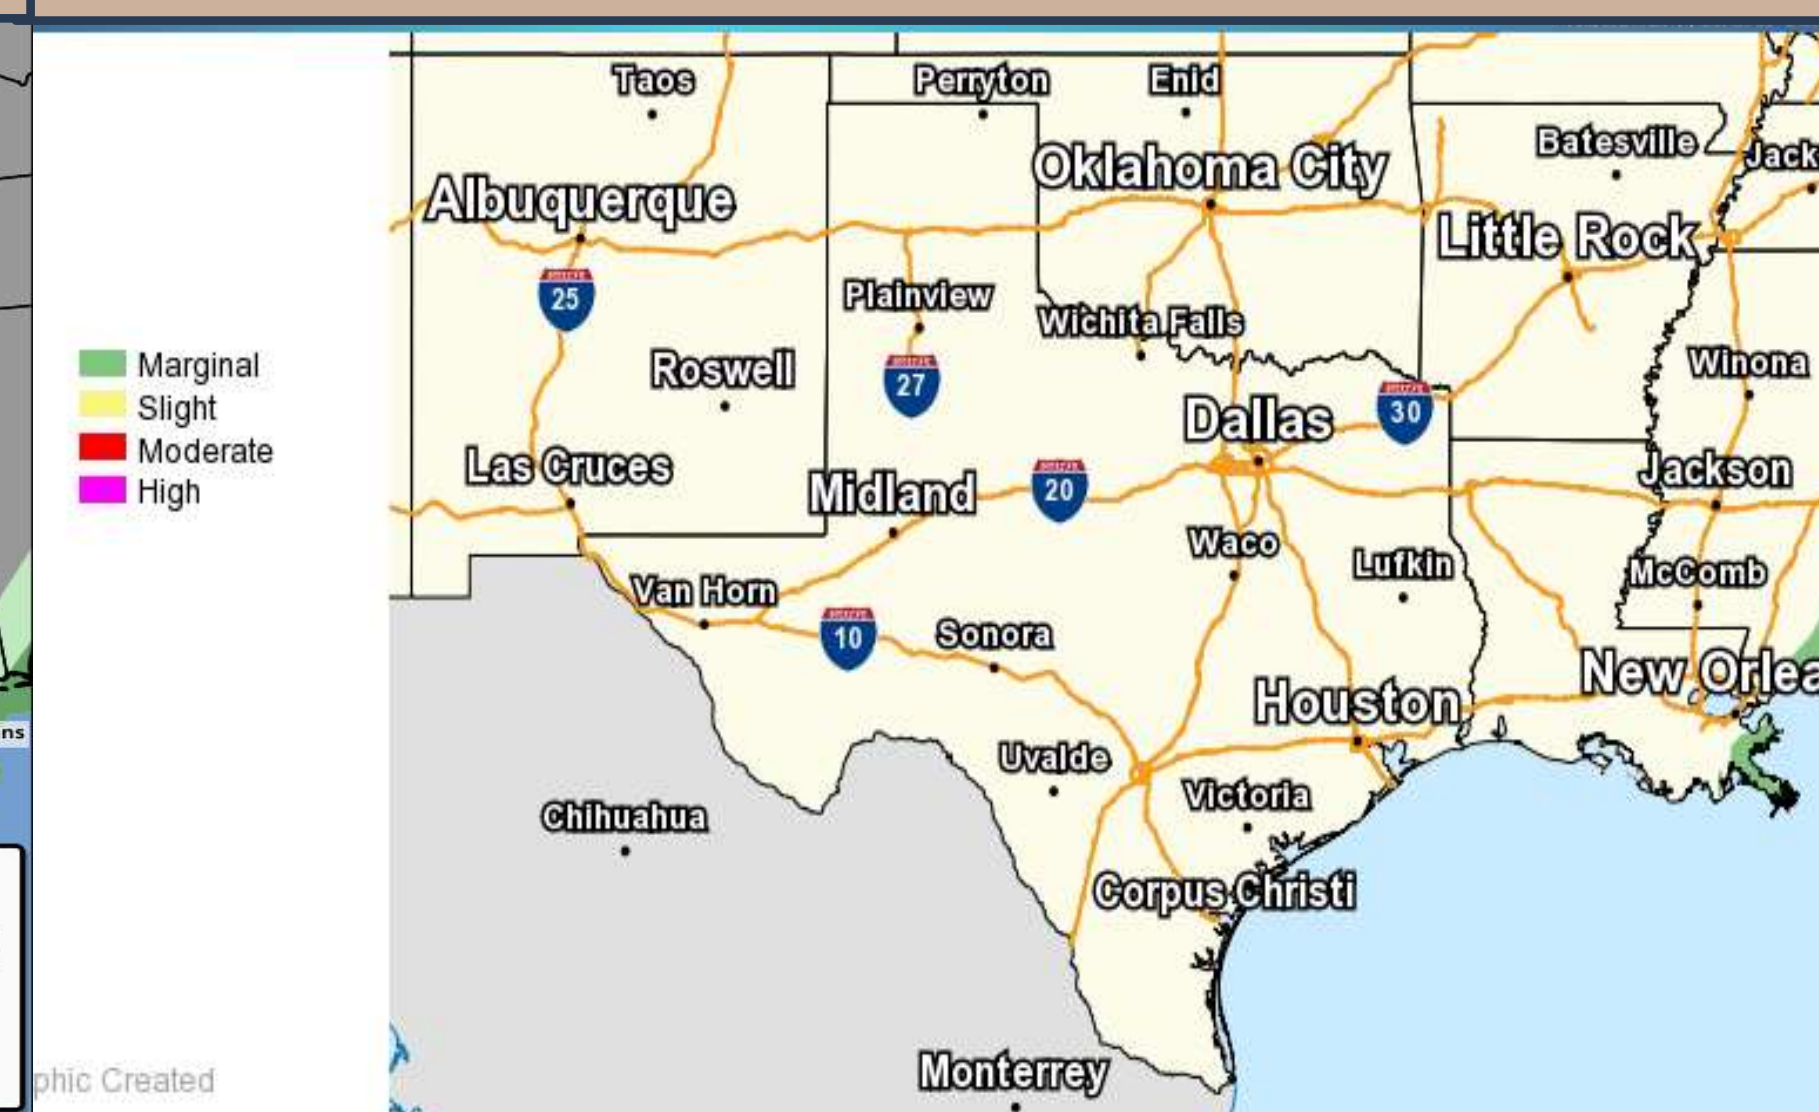 Taos
Perryton
Enid
Batesville
Jack
Oklahoma City
Albuquerque
Little Rock
25
Plainview
Wichita Falls
Roswell
27
Winona
30
Marginal
Slight
Moderate
High
Dallas
Las Cruces
Midland
20
Jackson
Waco
Lufkin
McComb
Van Horn
10
Sonora
New Orlea
Houston
ns
Uvalde
Victoria
Chihuahua
Corpus Christi
Monterrey
phic Created